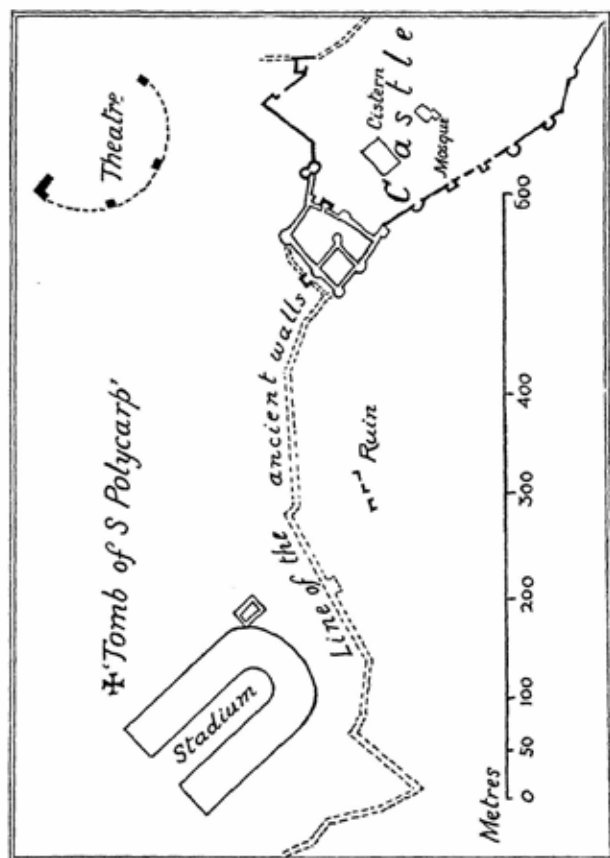 Theatre
Castle
Cistern
Mosque
✠ 'Tomb of S Polycarp'
Line of the ancient walls
Stadium
Ruin
Metres
0 50 100 200 300 400 500